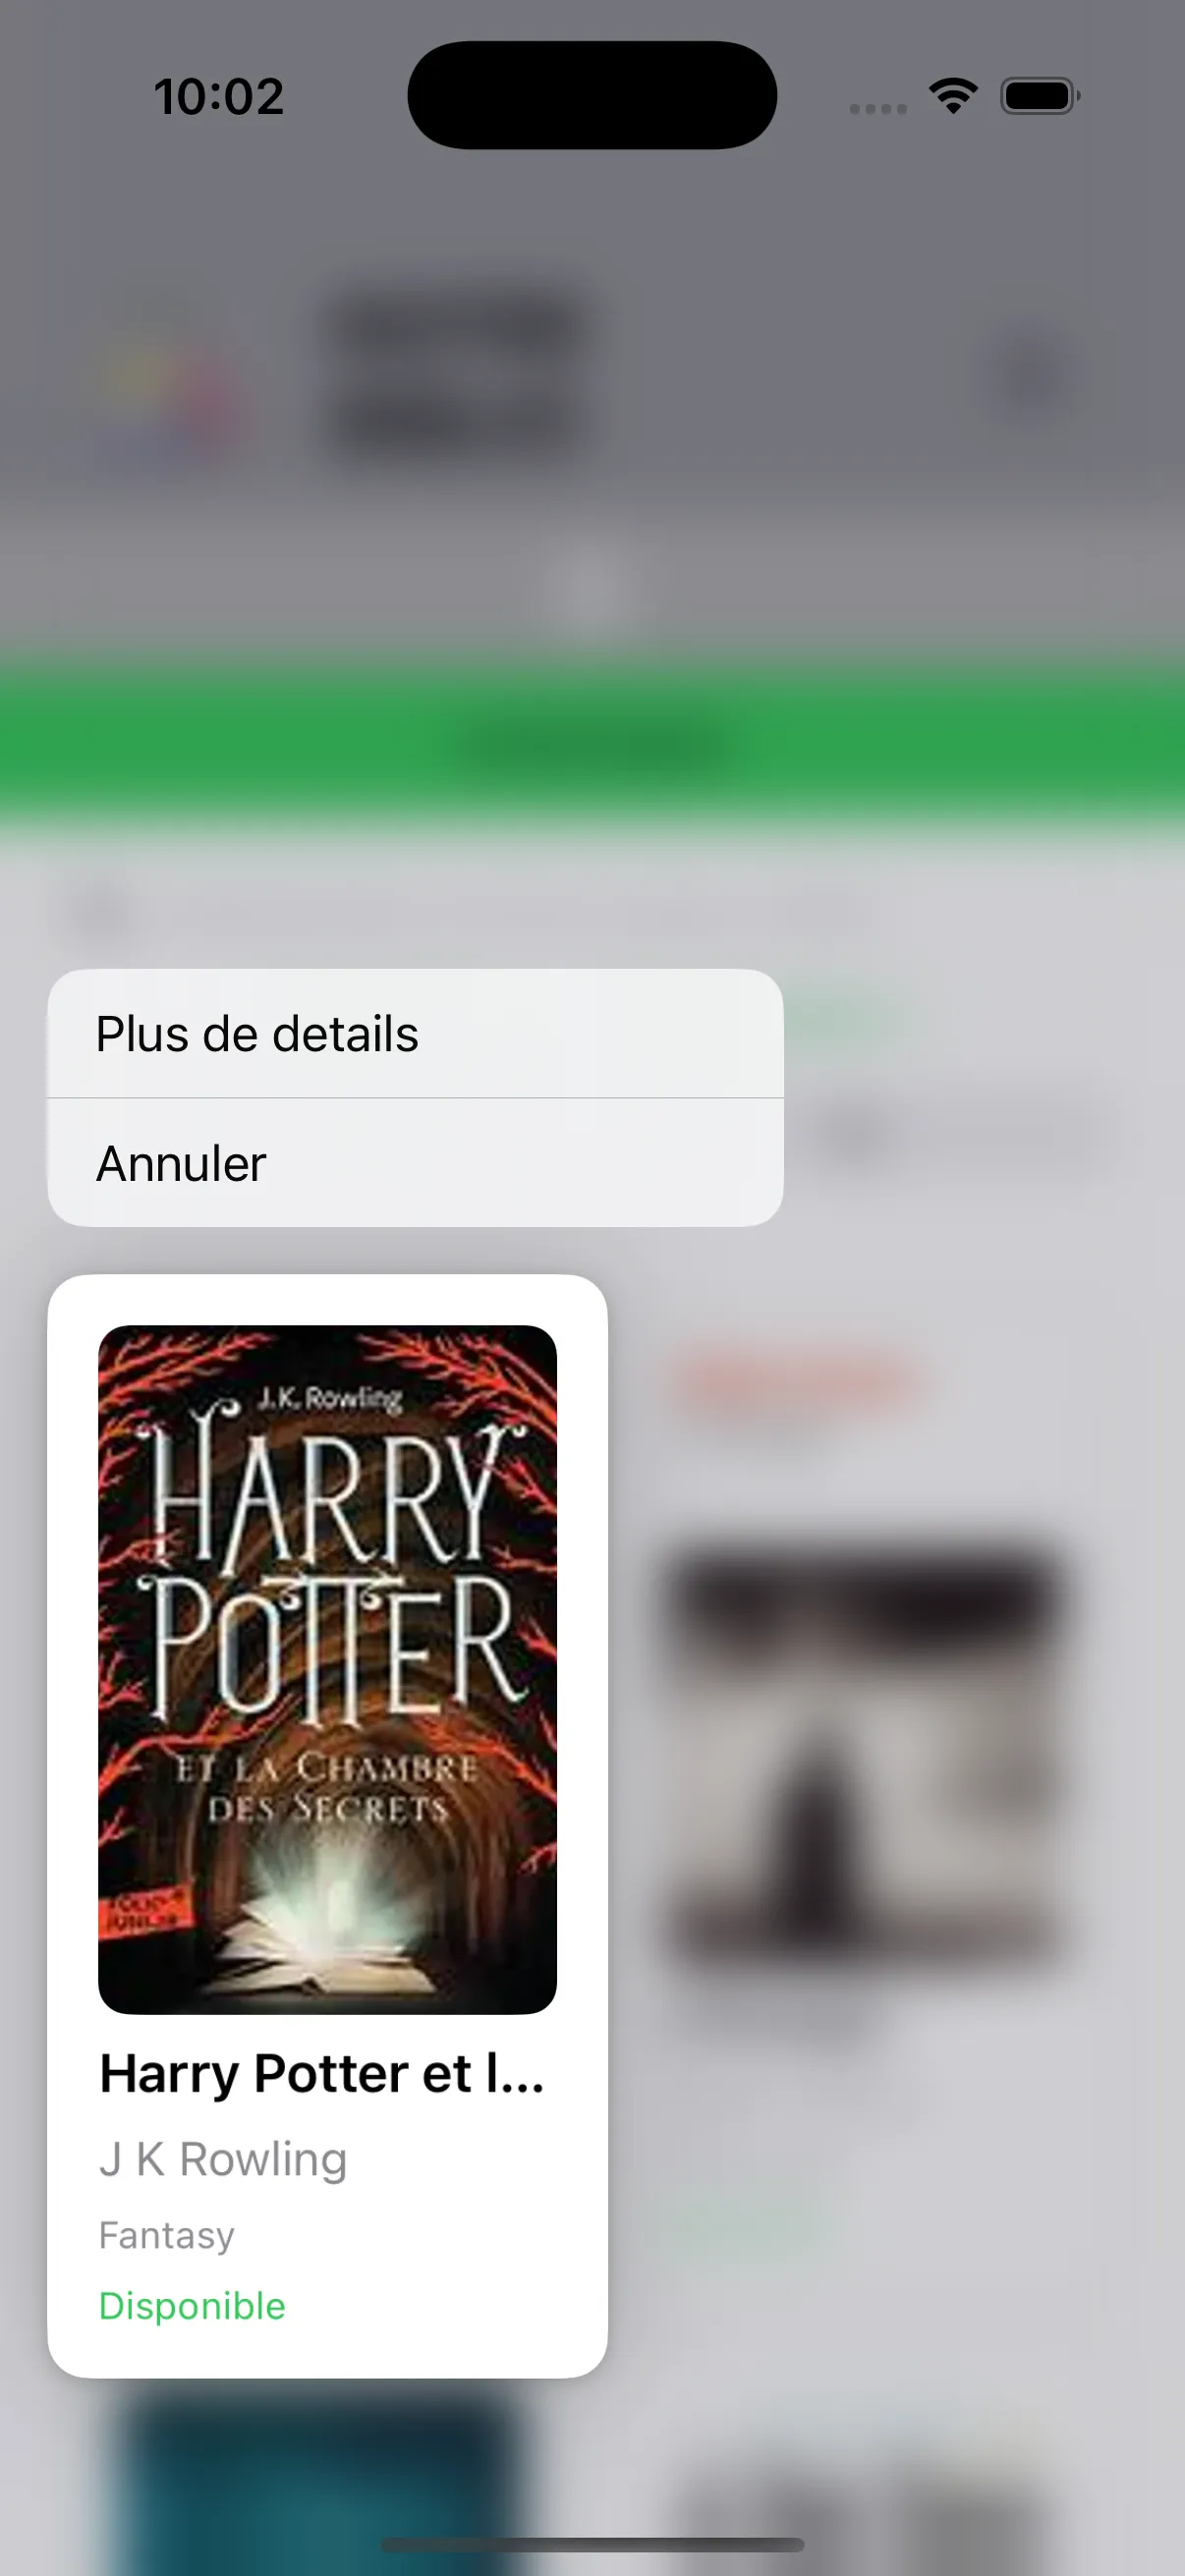 10:02
Plus de details
Annuler
J.K. Rowling
HARRY
POTTER
ET LA CHAMBRE
DES SECRETS
FOLIO
JUNIOR
Harry Potter et l...
J K Rowling
Fantasy
Disponible